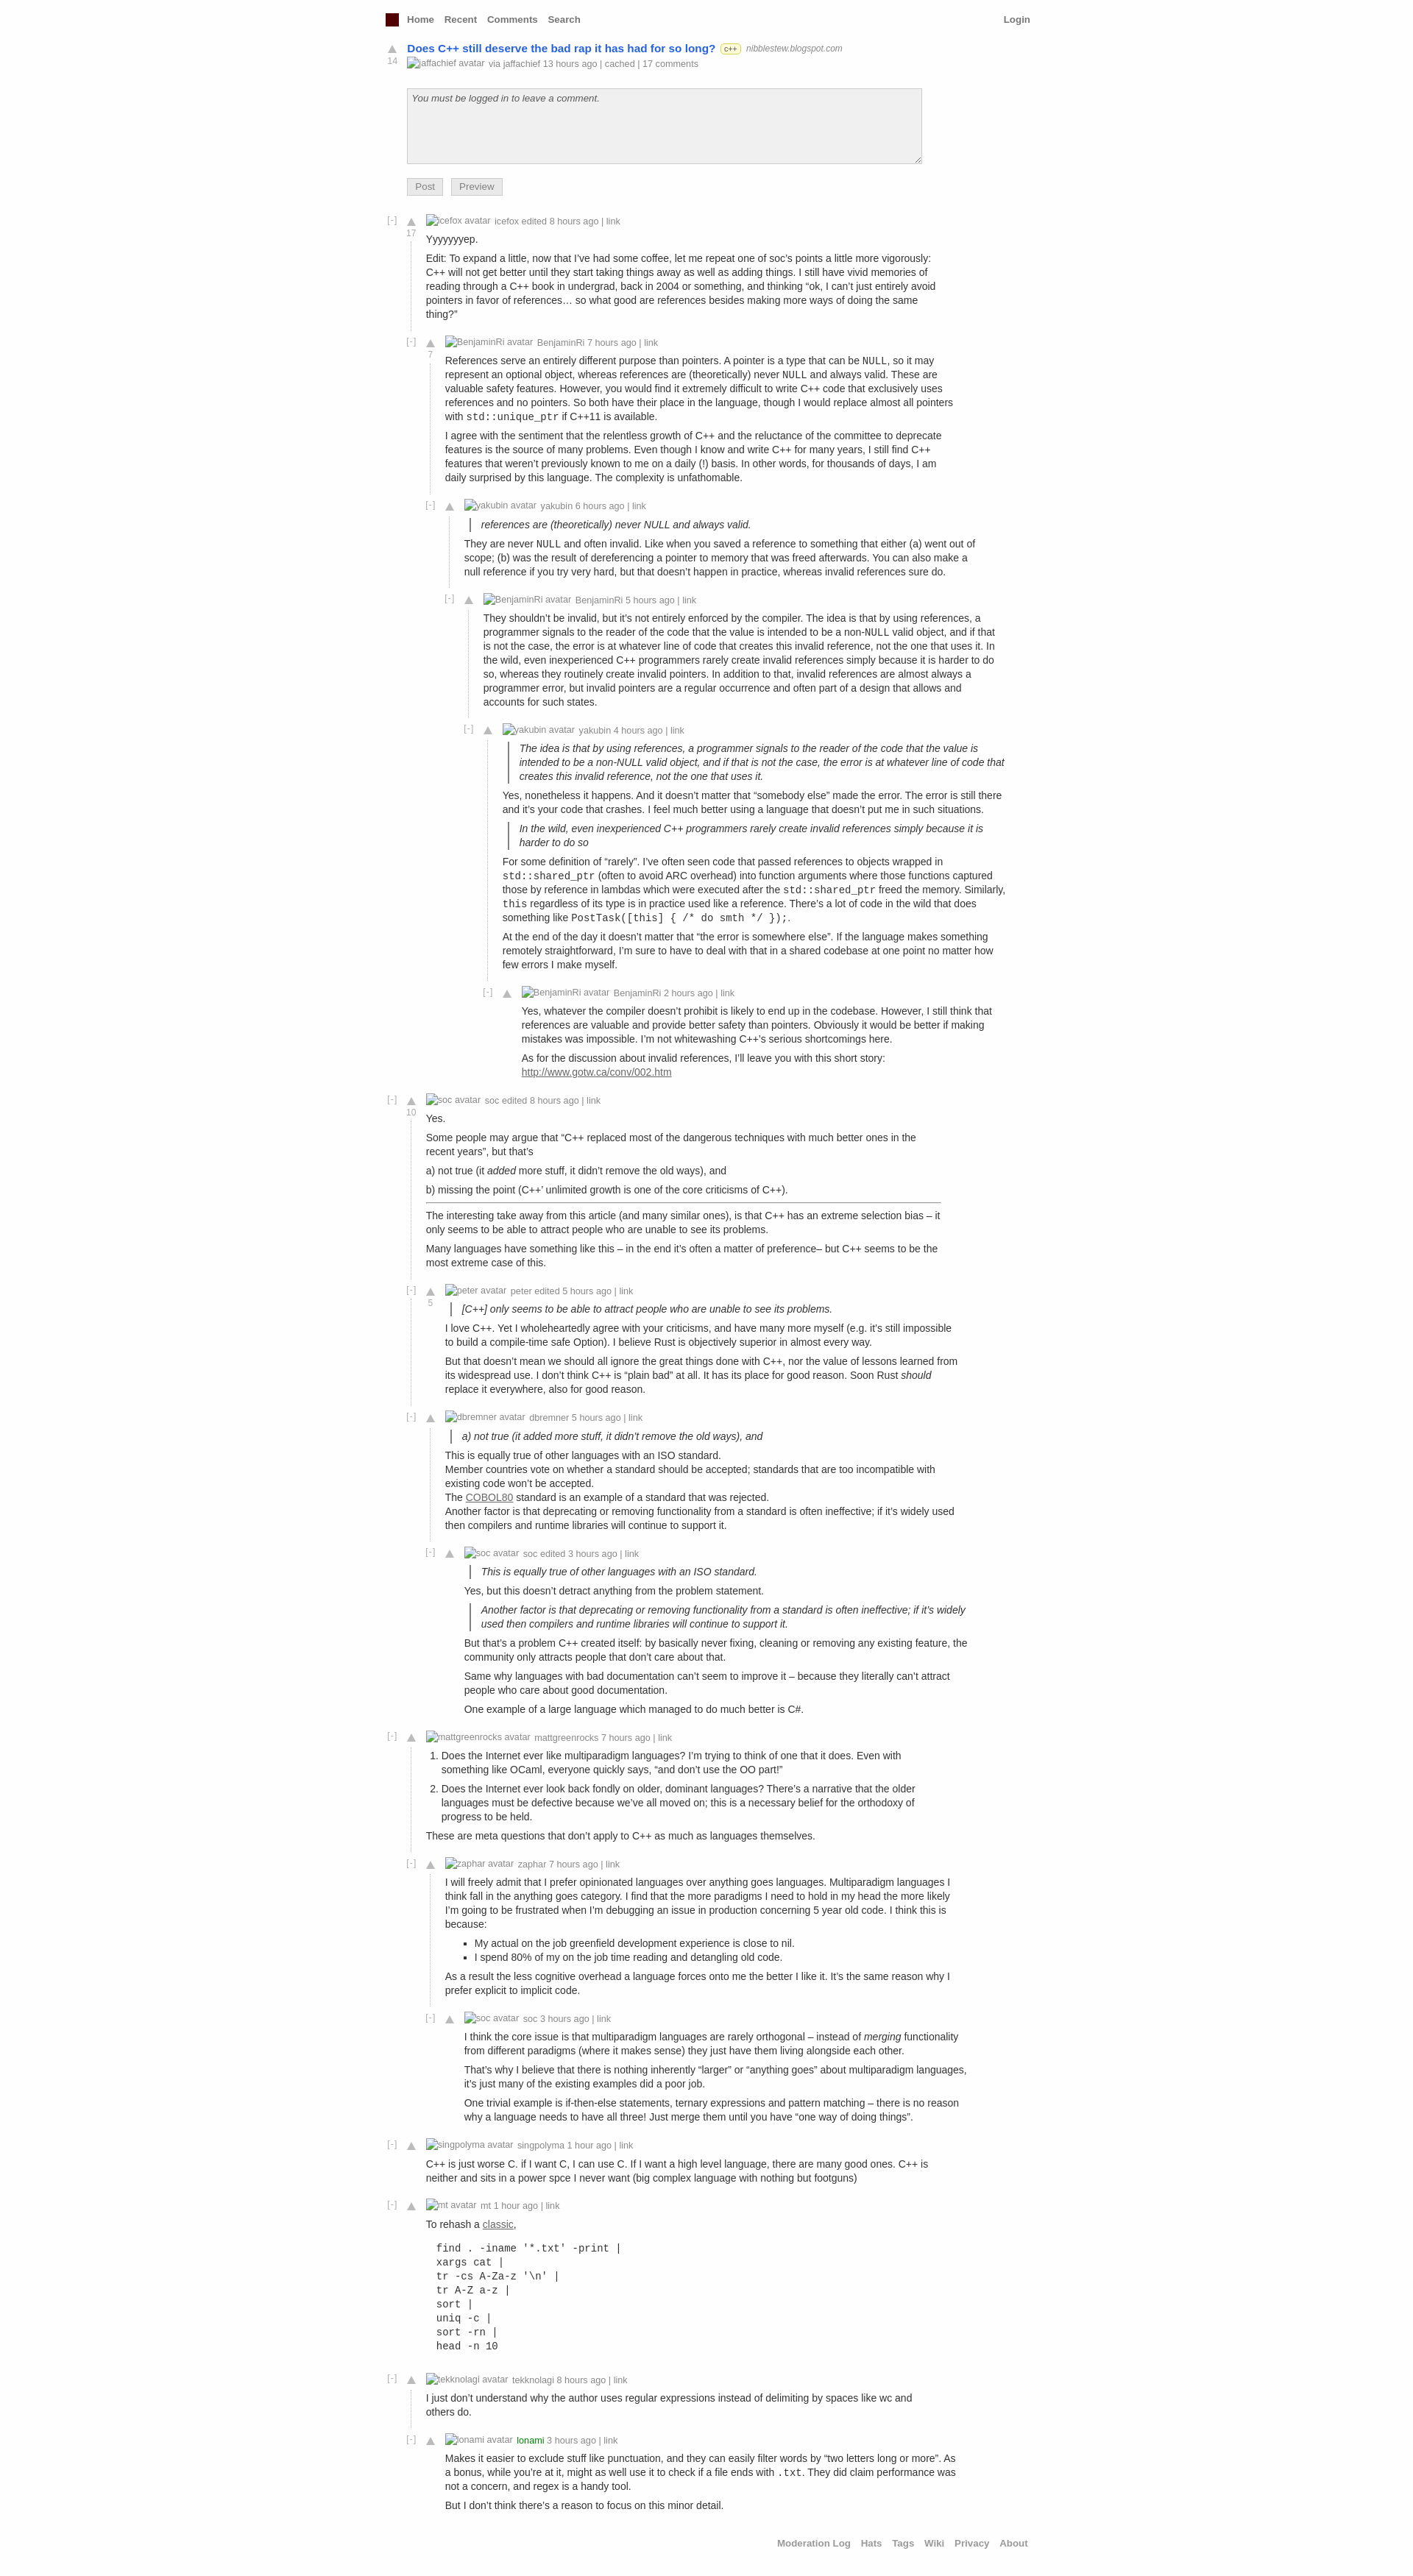 Home Recent Comments Search Login
Does C++ still deserve the bad rap it has had for so long? c++ nibblestew.blogspot.com
14
jaffachief avatar via jaffachief 13 hours ago | cached | 17 comments
You must be logged in to leave a comment.
Post Preview
[-] icefox avatar icefox edited 8 hours ago | link
17
Yyyyyyyep.
Edit: To expand a little, now that I’ve had some coffee, let me repeat one of soc’s points a little more vigorously:
C++ will not get better until they start taking things away as well as adding things. I still have vivid memories of
reading through a C++ book in undergrad, back in 2004 or something, and thinking “ok, I can’t just entirely avoid
pointers in favor of references… so what good are references besides making more ways of doing the same
thing?”
[-] BenjaminRi avatar BenjaminRi 7 hours ago | link
7
References serve an entirely different purpose than pointers. A pointer is a type that can be NULL, so it may
represent an optional object, whereas references are (theoretically) never NULL and always valid. These are
valuable safety features. However, you would find it extremely difficult to write C++ code that exclusively uses
references and no pointers. So both have their place in the language, though I would replace almost all pointers
with std::unique_ptr if C++11 is available.
I agree with the sentiment that the relentless growth of C++ and the reluctance of the committee to deprecate
features is the source of many problems. Even though I know and write C++ for many years, I still find C++
features that weren’t previously known to me on a daily (!) basis. In other words, for thousands of days, I am
daily surprised by this language. The complexity is unfathomable.
[-] yakubin avatar yakubin 6 hours ago | link
references are (theoretically) never NULL and always valid.
They are never NULL and often invalid. Like when you saved a reference to something that either (a) went out of
scope; (b) was the result of dereferencing a pointer to memory that was freed afterwards. You can also make a
null reference if you try very hard, but that doesn’t happen in practice, whereas invalid references sure do.
[-] BenjaminRi avatar BenjaminRi 5 hours ago | link
They shouldn’t be invalid, but it’s not entirely enforced by the compiler. The idea is that by using references, a
programmer signals to the reader of the code that the value is intended to be a non-NULL valid object, and if that
is not the case, the error is at whatever line of code that creates this invalid reference, not the one that uses it. In
the wild, even inexperienced C++ programmers rarely create invalid references simply because it is harder to do
so, whereas they routinely create invalid pointers. In addition to that, invalid references are almost always a
programmer error, but invalid pointers are a regular occurrence and often part of a design that allows and
accounts for such states.
[-] yakubin avatar yakubin 4 hours ago | link
The idea is that by using references, a programmer signals to the reader of the code that the value is
intended to be a non-NULL valid object, and if that is not the case, the error is at whatever line of code that
creates this invalid reference, not the one that uses it.
Yes, nonetheless it happens. And it doesn’t matter that “somebody else” made the error. The error is still there
and it’s your code that crashes. I feel much better using a language that doesn’t put me in such situations.
In the wild, even inexperienced C++ programmers rarely create invalid references simply because it is
harder to do so
For some definition of “rarely”. I’ve often seen code that passed references to objects wrapped in
std::shared_ptr (often to avoid ARC overhead) into function arguments where those functions captured
those by reference in lambdas which were executed after the std::shared_ptr freed the memory. Similarly,
this regardless of its type is in practice used like a reference. There’s a lot of code in the wild that does
something like PostTask([this] { /* do smth */ });.
At the end of the day it doesn’t matter that “the error is somewhere else”. If the language makes something
remotely straightforward, I’m sure to have to deal with that in a shared codebase at one point no matter how
few errors I make myself.
[-] BenjaminRi avatar BenjaminRi 2 hours ago | link
Yes, whatever the compiler doesn’t prohibit is likely to end up in the codebase. However, I still think that
references are valuable and provide better safety than pointers. Obviously it would be better if making
mistakes was impossible. I’m not whitewashing C++’s serious shortcomings here.
As for the discussion about invalid references, I’ll leave you with this short story:
http://www.gotw.ca/conv/002.htm
[-] soc avatar soc edited 8 hours ago | link
10
Yes.
Some people may argue that “C++ replaced most of the dangerous techniques with much better ones in the
recent years”, but that’s
a) not true (it added more stuff, it didn’t remove the old ways), and
b) missing the point (C++’ unlimited growth is one of the core criticisms of C++).
The interesting take away from this article (and many similar ones), is that C++ has an extreme selection bias – it
only seems to be able to attract people who are unable to see its problems.
Many languages have something like this – in the end it’s often a matter of preference– but C++ seems to be the
most extreme case of this.
[-] peter avatar peter edited 5 hours ago | link
5
[C++] only seems to be able to attract people who are unable to see its problems.
I love C++. Yet I wholeheartedly agree with your criticisms, and have many more myself (e.g. it’s still impossible
to build a compile-time safe Option). I believe Rust is objectively superior in almost every way.
But that doesn’t mean we should all ignore the great things done with C++, nor the value of lessons learned from
its widespread use. I don’t think C++ is “plain bad” at all. It has its place for good reason. Soon Rust should
replace it everywhere, also for good reason.
[-] dbremner avatar dbremner 5 hours ago | link
a) not true (it added more stuff, it didn’t remove the old ways), and
This is equally true of other languages with an ISO standard.
Member countries vote on whether a standard should be accepted; standards that are too incompatible with
existing code won’t be accepted.
The COBOL80 standard is an example of a standard that was rejected.
Another factor is that deprecating or removing functionality from a standard is often ineffective; if it’s widely used
then compilers and runtime libraries will continue to support it.
[-] soc avatar soc edited 3 hours ago | link
This is equally true of other languages with an ISO standard.
Yes, but this doesn’t detract anything from the problem statement.
Another factor is that deprecating or removing functionality from a standard is often ineffective; if it’s widely
used then compilers and runtime libraries will continue to support it.
But that’s a problem C++ created itself: by basically never fixing, cleaning or removing any existing feature, the
community only attracts people that don’t care about that.
Same why languages with bad documentation can’t seem to improve it – because they literally can’t attract
people who care about good documentation.
One example of a large language which managed to do much better is C#.
[-] mattgreenrocks avatar mattgreenrocks 7 hours ago | link
1. Does the Internet ever like multiparadigm languages? I’m trying to think of one that it does. Even with
something like OCaml, everyone quickly says, “and don’t use the OO part!”
2. Does the Internet ever look back fondly on older, dominant languages? There’s a narrative that the older
languages must be defective because we’ve all moved on; this is a necessary belief for the orthodoxy of
progress to be held.
These are meta questions that don’t apply to C++ as much as languages themselves.
[-] zaphar avatar zaphar 7 hours ago | link
I will freely admit that I prefer opinionated languages over anything goes languages. Multiparadigm languages I
think fall in the anything goes category. I find that the more paradigms I need to hold in my head the more likely
I’m going to be frustrated when I’m debugging an issue in production concerning 5 year old code. I think this is
because:
▪ My actual on the job greenfield development experience is close to nil.
▪ I spend 80% of my on the job time reading and detangling old code.
As a result the less cognitive overhead a language forces onto me the better I like it. It’s the same reason why I
prefer explicit to implicit code.
[-] soc avatar soc 3 hours ago | link
I think the core issue is that multiparadigm languages are rarely orthogonal – instead of merging functionality
from different paradigms (where it makes sense) they just have them living alongside each other.
That’s why I believe that there is nothing inherently “larger” or “anything goes” about multiparadigm languages,
it’s just many of the existing examples did a poor job.
One trivial example is if-then-else statements, ternary expressions and pattern matching – there is no reason
why a language needs to have all three! Just merge them until you have “one way of doing things”.
[-] singpolyma avatar singpolyma 1 hour ago | link
C++ is just worse C. if I want C, I can use C. If I want a high level language, there are many good ones. C++ is
neither and sits in a power spce I never want (big complex language with nothing but footguns)
[-] mt avatar mt 1 hour ago | link
To rehash a classic,
find . -iname '*.txt' -print |
xargs cat |
tr -cs A-Za-z '\n' |
tr A-Z a-z |
sort |
uniq -c |
sort -rn |
head -n 10
[-] tekknolagi avatar tekknolagi 8 hours ago | link
I just don’t understand why the author uses regular expressions instead of delimiting by spaces like wc and
others do.
[-] lonami avatar lonami 3 hours ago | link
Makes it easier to exclude stuff like punctuation, and they can easily filter words by “two letters long or more”. As
a bonus, while you’re at it, might as well use it to check if a file ends with .txt. They did claim performance was
not a concern, and regex is a handy tool.
But I don’t think there’s a reason to focus on this minor detail.
Moderation Log Hats Tags Wiki Privacy About